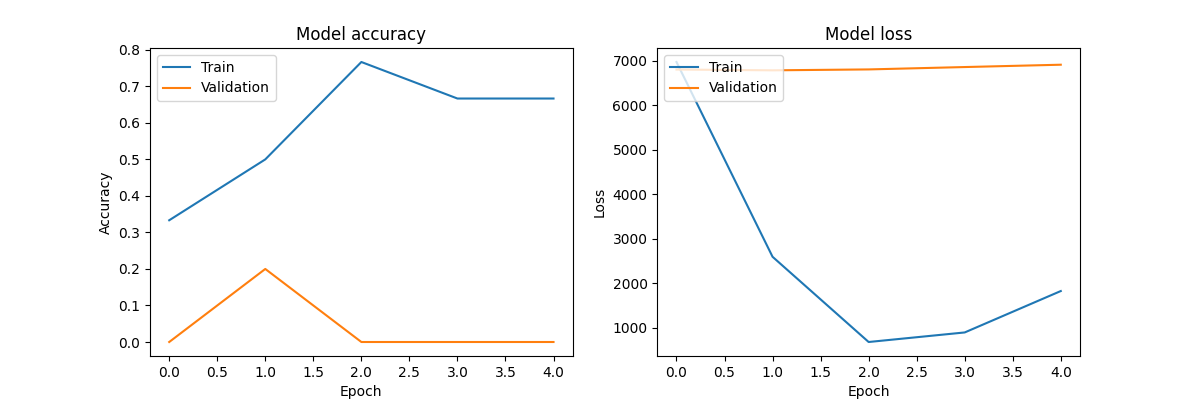 Model accuracy
Train
Validation
0.8
0.7
0.6
0.5
0.4
0.3
0.2
0.1
0.0
Accuracy
0.0 0.5 1.0 1.5 2.0 2.5 3.0 3.5 4.0
Epoch
Model loss
Train
Validation
7000
6000
5000
4000
3000
2000
1000
Loss
0.0 0.5 1.0 1.5 2.0 2.5 3.0 3.5 4.0
Epoch